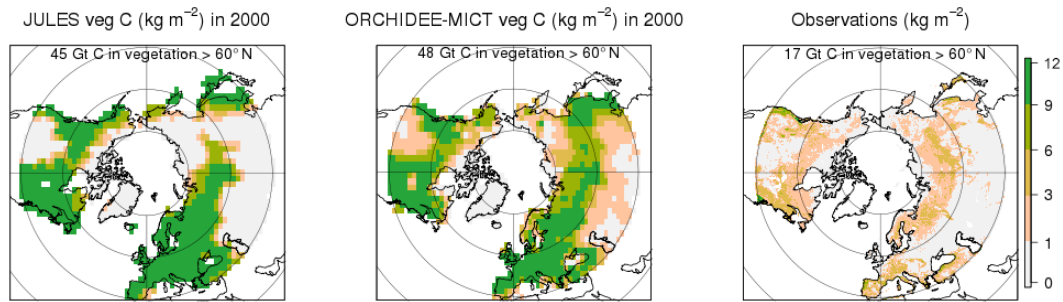 JULES veg C (kg m⁻²) in 2000
45 Gt C in vegetation > 60° N
ORCHIDEE-MICT veg C (kg m⁻²) in 2000
48 Gt C in vegetation > 60° N
Observations (kg m⁻²)
17 Gt C in vegetation > 60° N
12
9
6
3
1
0